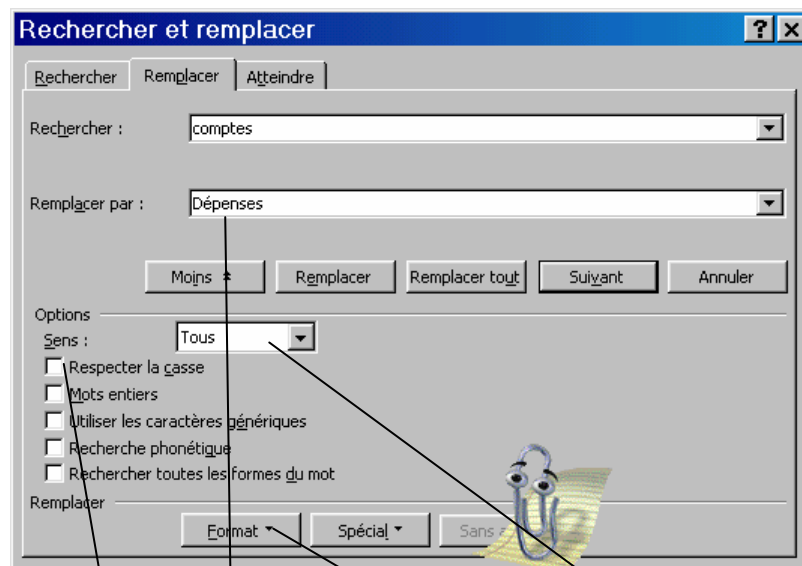 Rechercher et remplacer
Rechercher Remplacer Atteindre
Rechercher : comptes
Remplacer par : Dépenses
Moins Remplacer Remplacer tout Suivant Annuler
Options
Sens : Tous
Respecter la casse
Mots entiers
Utiliser les caractères génériques
Recherche phonétique
Rechercher toutes les formes du mot
Remplacer
Format Spécial Sans